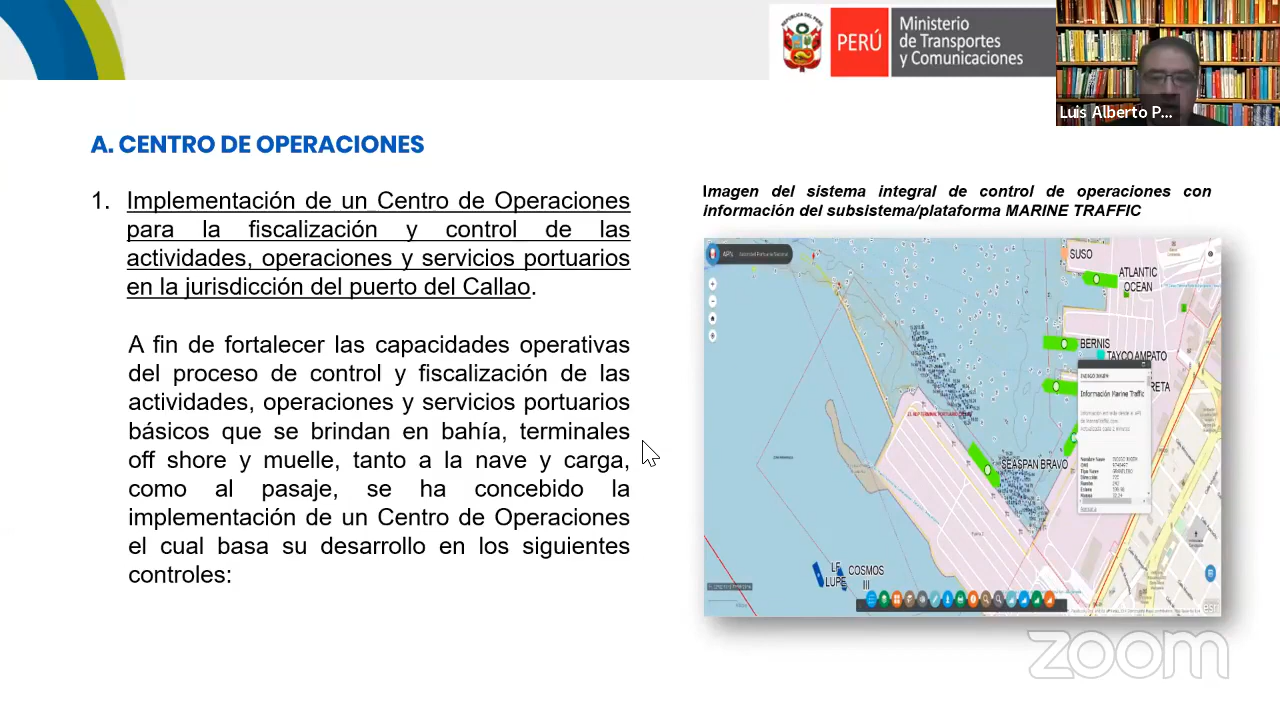 PERÚ
Ministerio
de Transportes
y Comunicaciones
Luis Alberto P...
A. CENTRO DE OPERACIONES
1. Implementación de un Centro de Operaciones
para la fiscalización y control de las
actividades, operaciones y servicios portuarios
en la jurisdicción del puerto del Callao.
A fin de fortalecer las capacidades operativas
del proceso de control y fiscalización de las
actividades, operaciones y servicios portuarios
básicos que se brindan en bahía, terminales
off shore y muelle, tanto a la nave y carga,
como al pasaje, se ha concebido la
implementación de un Centro de Operaciones
el cual basa su desarrollo en los siguientes
controles:
Imagen del sistema integral de control de operaciones con
información del subsistema/plataforma MARINE TRAFFIC
SUSO
ATLANTIC
OCEAN
BERNIS
TAYCO AMPATO
RETA
Información Marine Traffic
SEASPAN BRAVO
LUPE
COSMOS
III
esri
zoom